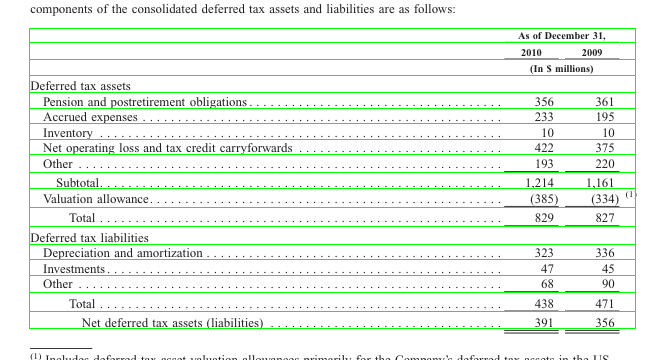 components of the consolidated deferred tax assets and liabilities are as follows:
As of December 31,
2010 2009
(In $ millions)
Deferred tax assets
Pension and postretirement obligations 356 361
Accrued expenses 233 195
Inventory 10 10
Net operating loss and tax credit carryforwards 422 375
Other 193 220
Subtotal 1,214 1,161
Valuation allowance (385) (334) (1)
Total 829 827
Deferred tax liabilities
Depreciation and amortization 323 336
Investments 47 45
Other 68 90
Total 438 471
Net deferred tax assets (liabilities) 391 356
(1) Includes deferred tax asset valuation allowances primarily for the Company's deferred tax assets in the US